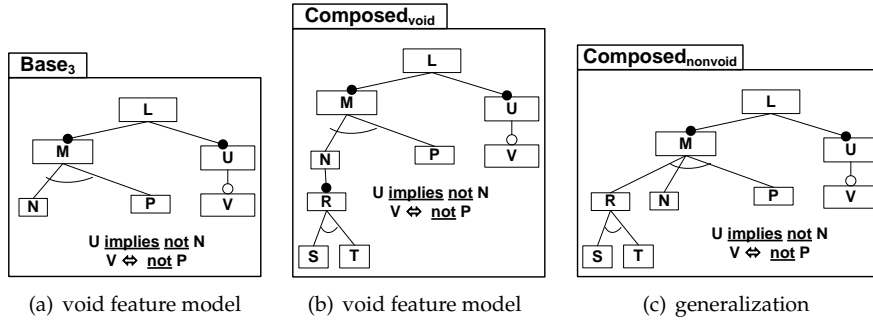 Base3
L
M
U
N
P
V
U implies not N
V ⇔ not P
(a) void feature model
Composedvoid
L
M
U
N
P
V
R
U implies not N
V ⇔ not P
S
T
(b) void feature model
Composednonvoid
L
M
U
R
N
P
V
S
T
U implies not N
V ⇔ not P
(c) generalization